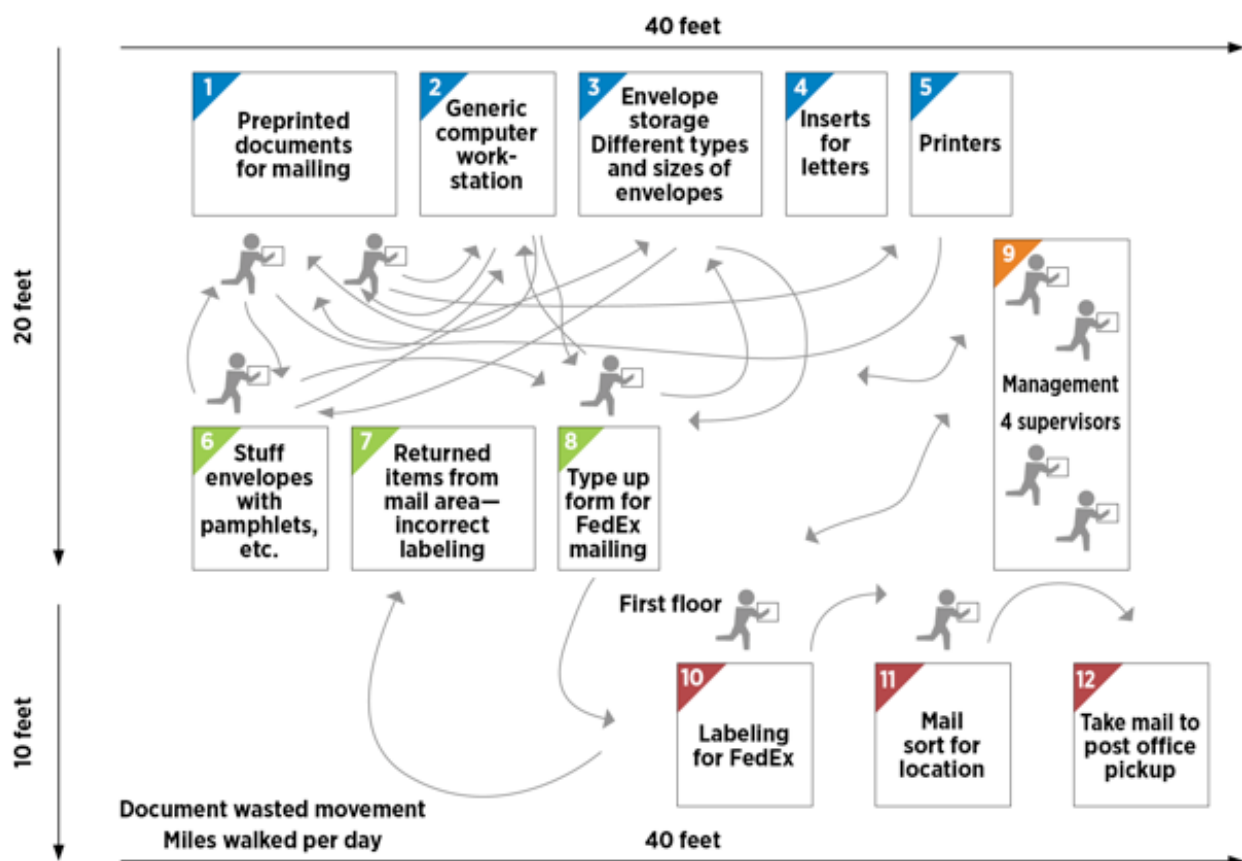 40 feet
1
Preprinted
documents
for mailing
2
Generic
computer
work-
station
3
Envelope
storage
Different types
and sizes of
envelopes
4
Inserts
for
letters
5
Printers
20 feet
9
Management
4 supervisors
6
Stuff
envelopes
with
pamphlets,
etc.
7
Returned
items from
mail area—
incorrect
labeling
8
Type up
form for
FedEx
mailing
First floor
10 feet
10
Labeling
for FedEx
11
Mail
sort for
location
12
Take mail to
post office
pickup
Document wasted movement
Miles walked per day
40 feet